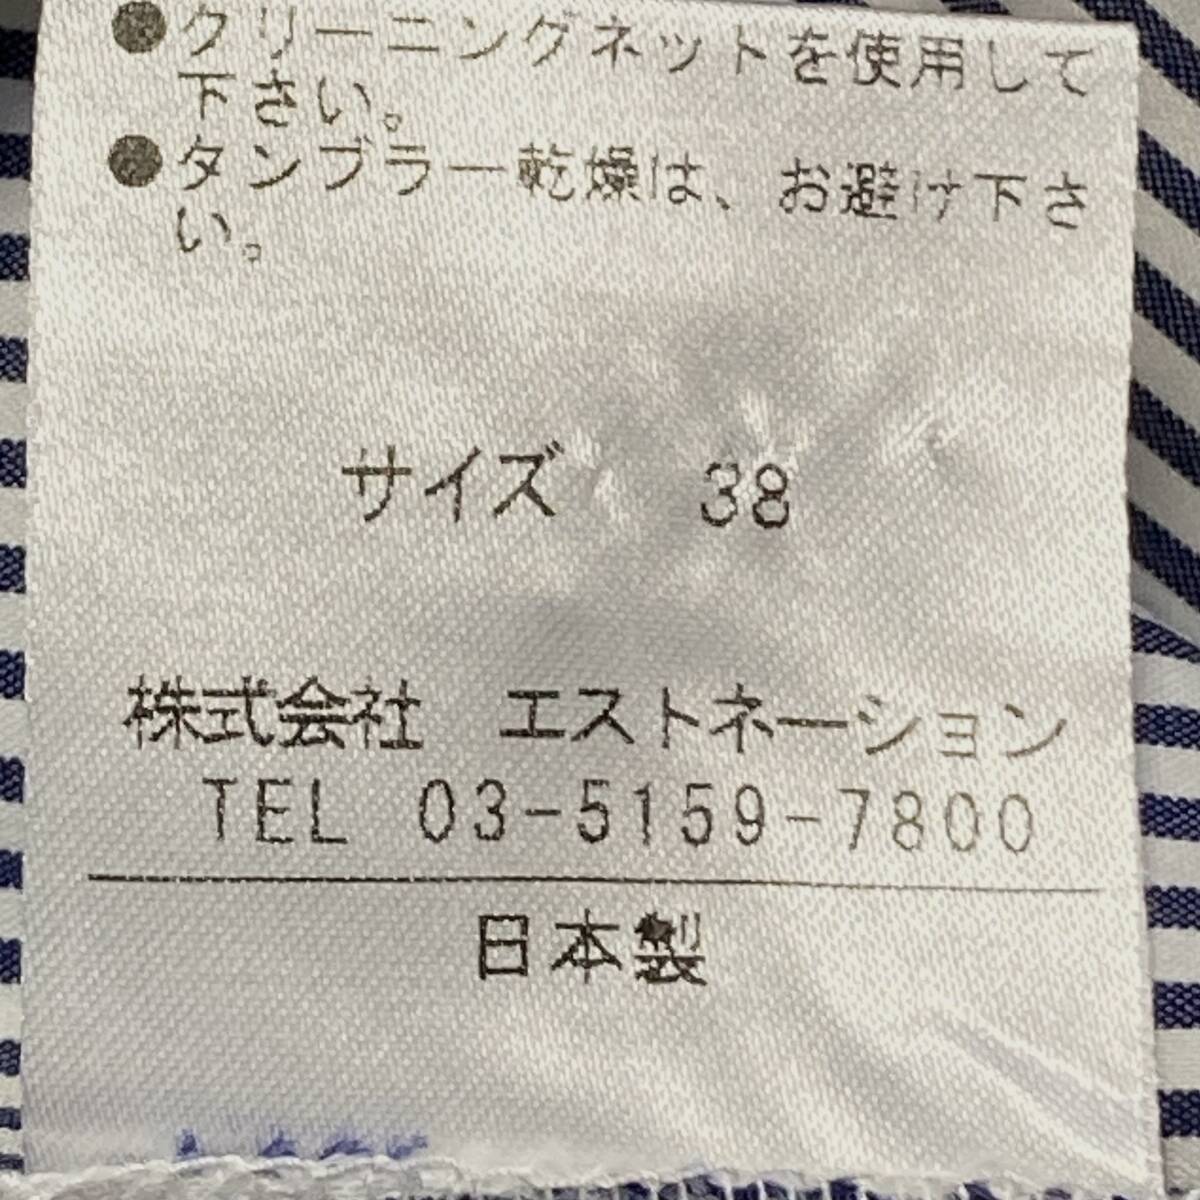 ●クリーニングネットを使用して
下さい。
●タンブラー乾燥は、お避け下さ
い。
サイズ 38
株式会社 エストネーション
TEL 03-5159-7800
日本製